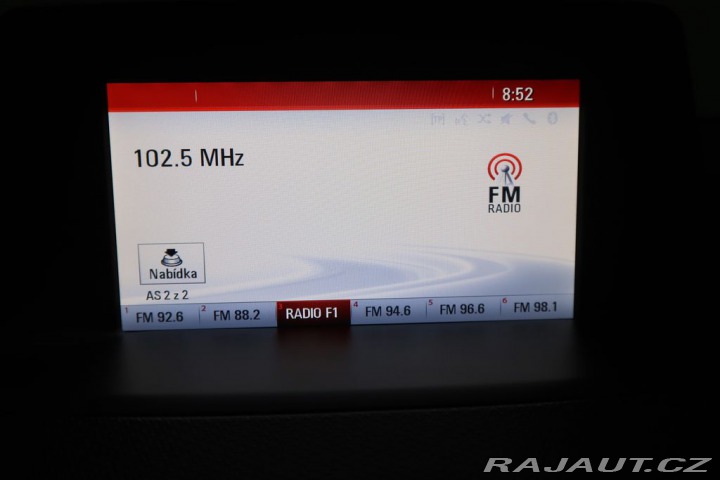 8:52
102.5 MHz
FM
RADIO
Nabídka
AS 2 z 2
1 FM 92.6 2 FM 88.2 3 RADIO F1 4 FM 94.6 5 FM 96.6 6 FM 98.1
RAJAUT.CZ